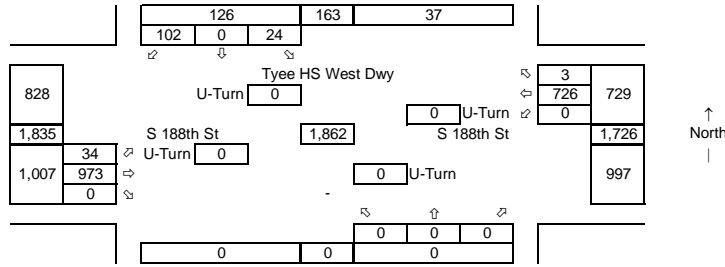 126 163 37
102 0 24
Tyee HS West Dwy
3
828 U-Turn 0 726 729
0 U-Turn 0
1,835 S 188th St 1,862 S 188th St 1,726
34 U-Turn 0
1,007 973 0 U-Turn 997
0 -
0 0 0
0 0 0
↑
North
|